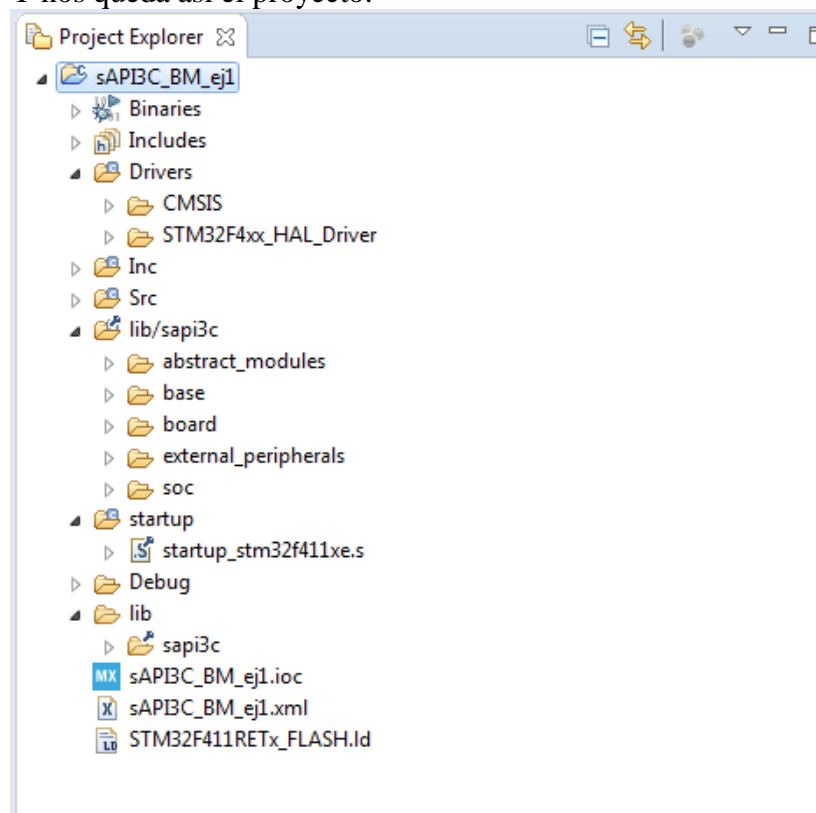 Y nos queda así el proyecto:
Project Explorer
sAPI3C_BM_ej1
Binaries
Includes
Drivers
CMSIS
STM32F4xx_HAL_Driver
Inc
Src
lib/sapi3c
abstract_modules
base
board
external_peripherals
soc
startup
startup_stm32f411xe.s
Debug
lib
sapi3c
sAPI3C_BM_ej1.ioc
sAPI3C_BM_ej1.xml
STM32F411RETx_FLASH.ld